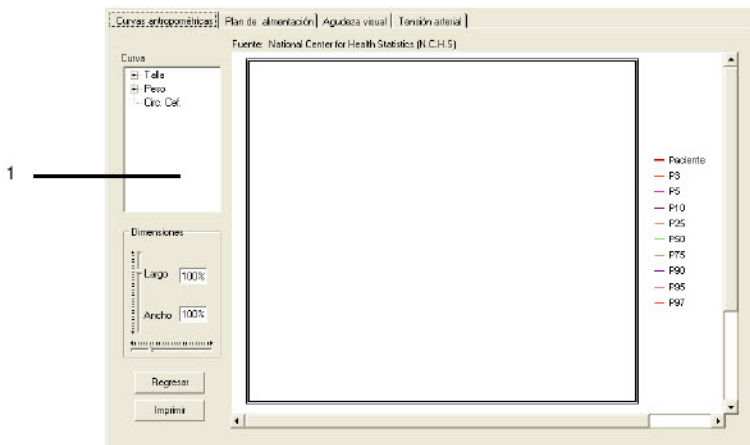 Curvas antropométricas Plan de alimentación Agudeza visual Tensión arterial
Fuente: National Center for Health Statistics (N.C.H.S)
Curva
Talla
Peso
Circ. Cef.
1
Dimensiones
Largo 100%
Ancho 100%
Regresar
Imprimir
Paciente
P3
P5
P10
P25
P50
P75
P90
P95
P97